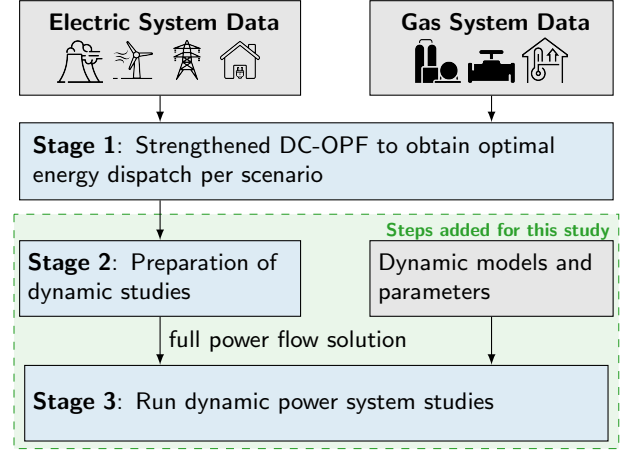 Electric System Data
Gas System Data
Stage 1: Strengthened DC-OPF to obtain optimal
energy dispatch per scenario
Steps added for this study
Stage 2: Preparation of
dynamic studies
Dynamic models and
parameters
full power flow solution
Stage 3: Run dynamic power system studies